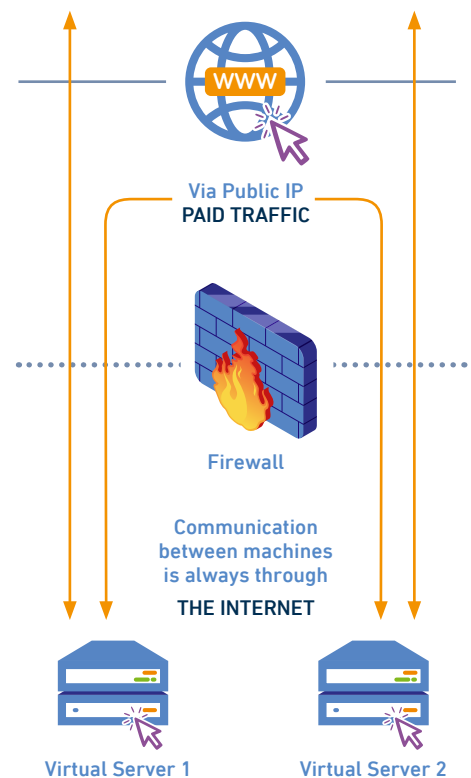 WWW
Via Public IP
PAID TRAFFIC
Firewall
Communication
between machines
is always through
THE INTERNET
Virtual Server 1
Virtual Server 2